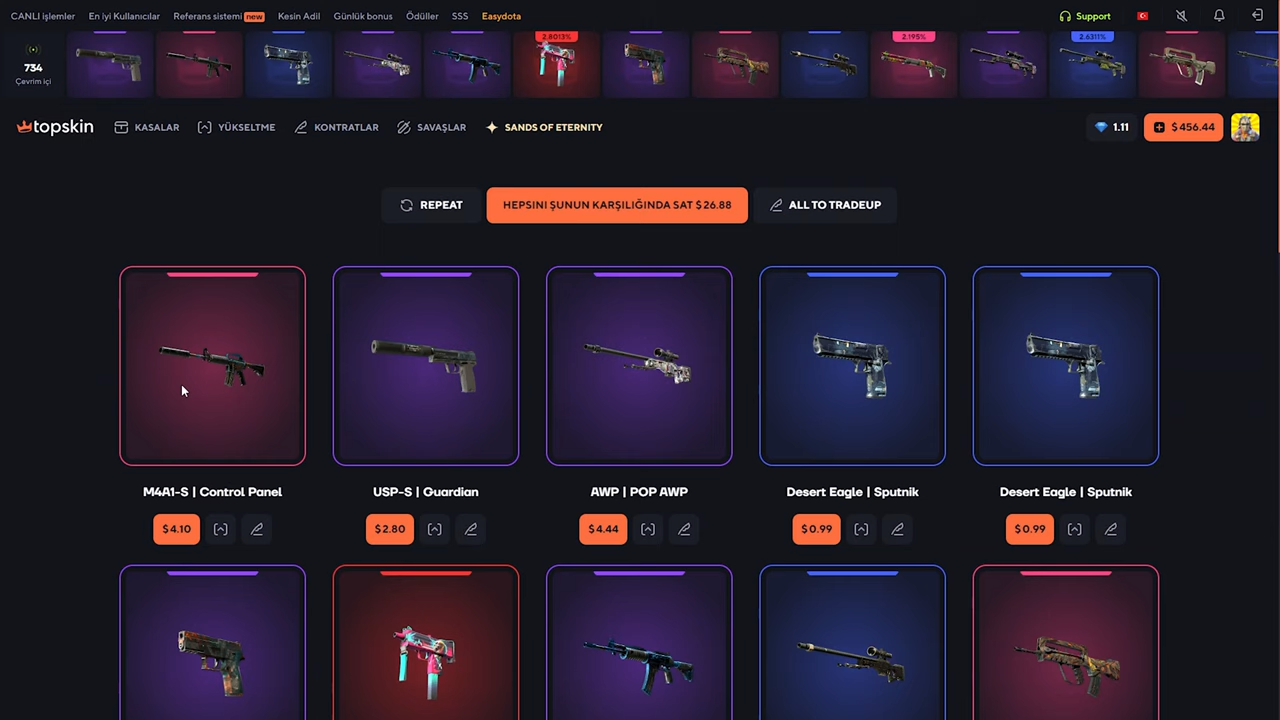 CANLI işlemler En iyi Kullanıcılar Referans sistemi new Kesin Adil Günlük bonus Ödüller SSS Easydota Support
2.8013% 2.195% 2.6311%
734
Çevrim içi
topskin KASALAR YÜKSELTME KONTRATLAR SAVAŞLAR SANDS OF ETERNITY 1.11 $456.44
REPEAT HEPSINI ŞUNUN KARŞILIĞINDA SAT $26.88 ALL TO TRADEUP
M4A1-S | Control Panel USP-S | Guardian AWP | POP AWP Desert Eagle | Sputnik Desert Eagle | Sputnik
$4.10 $2.80 $4.44 $0.99 $0.99